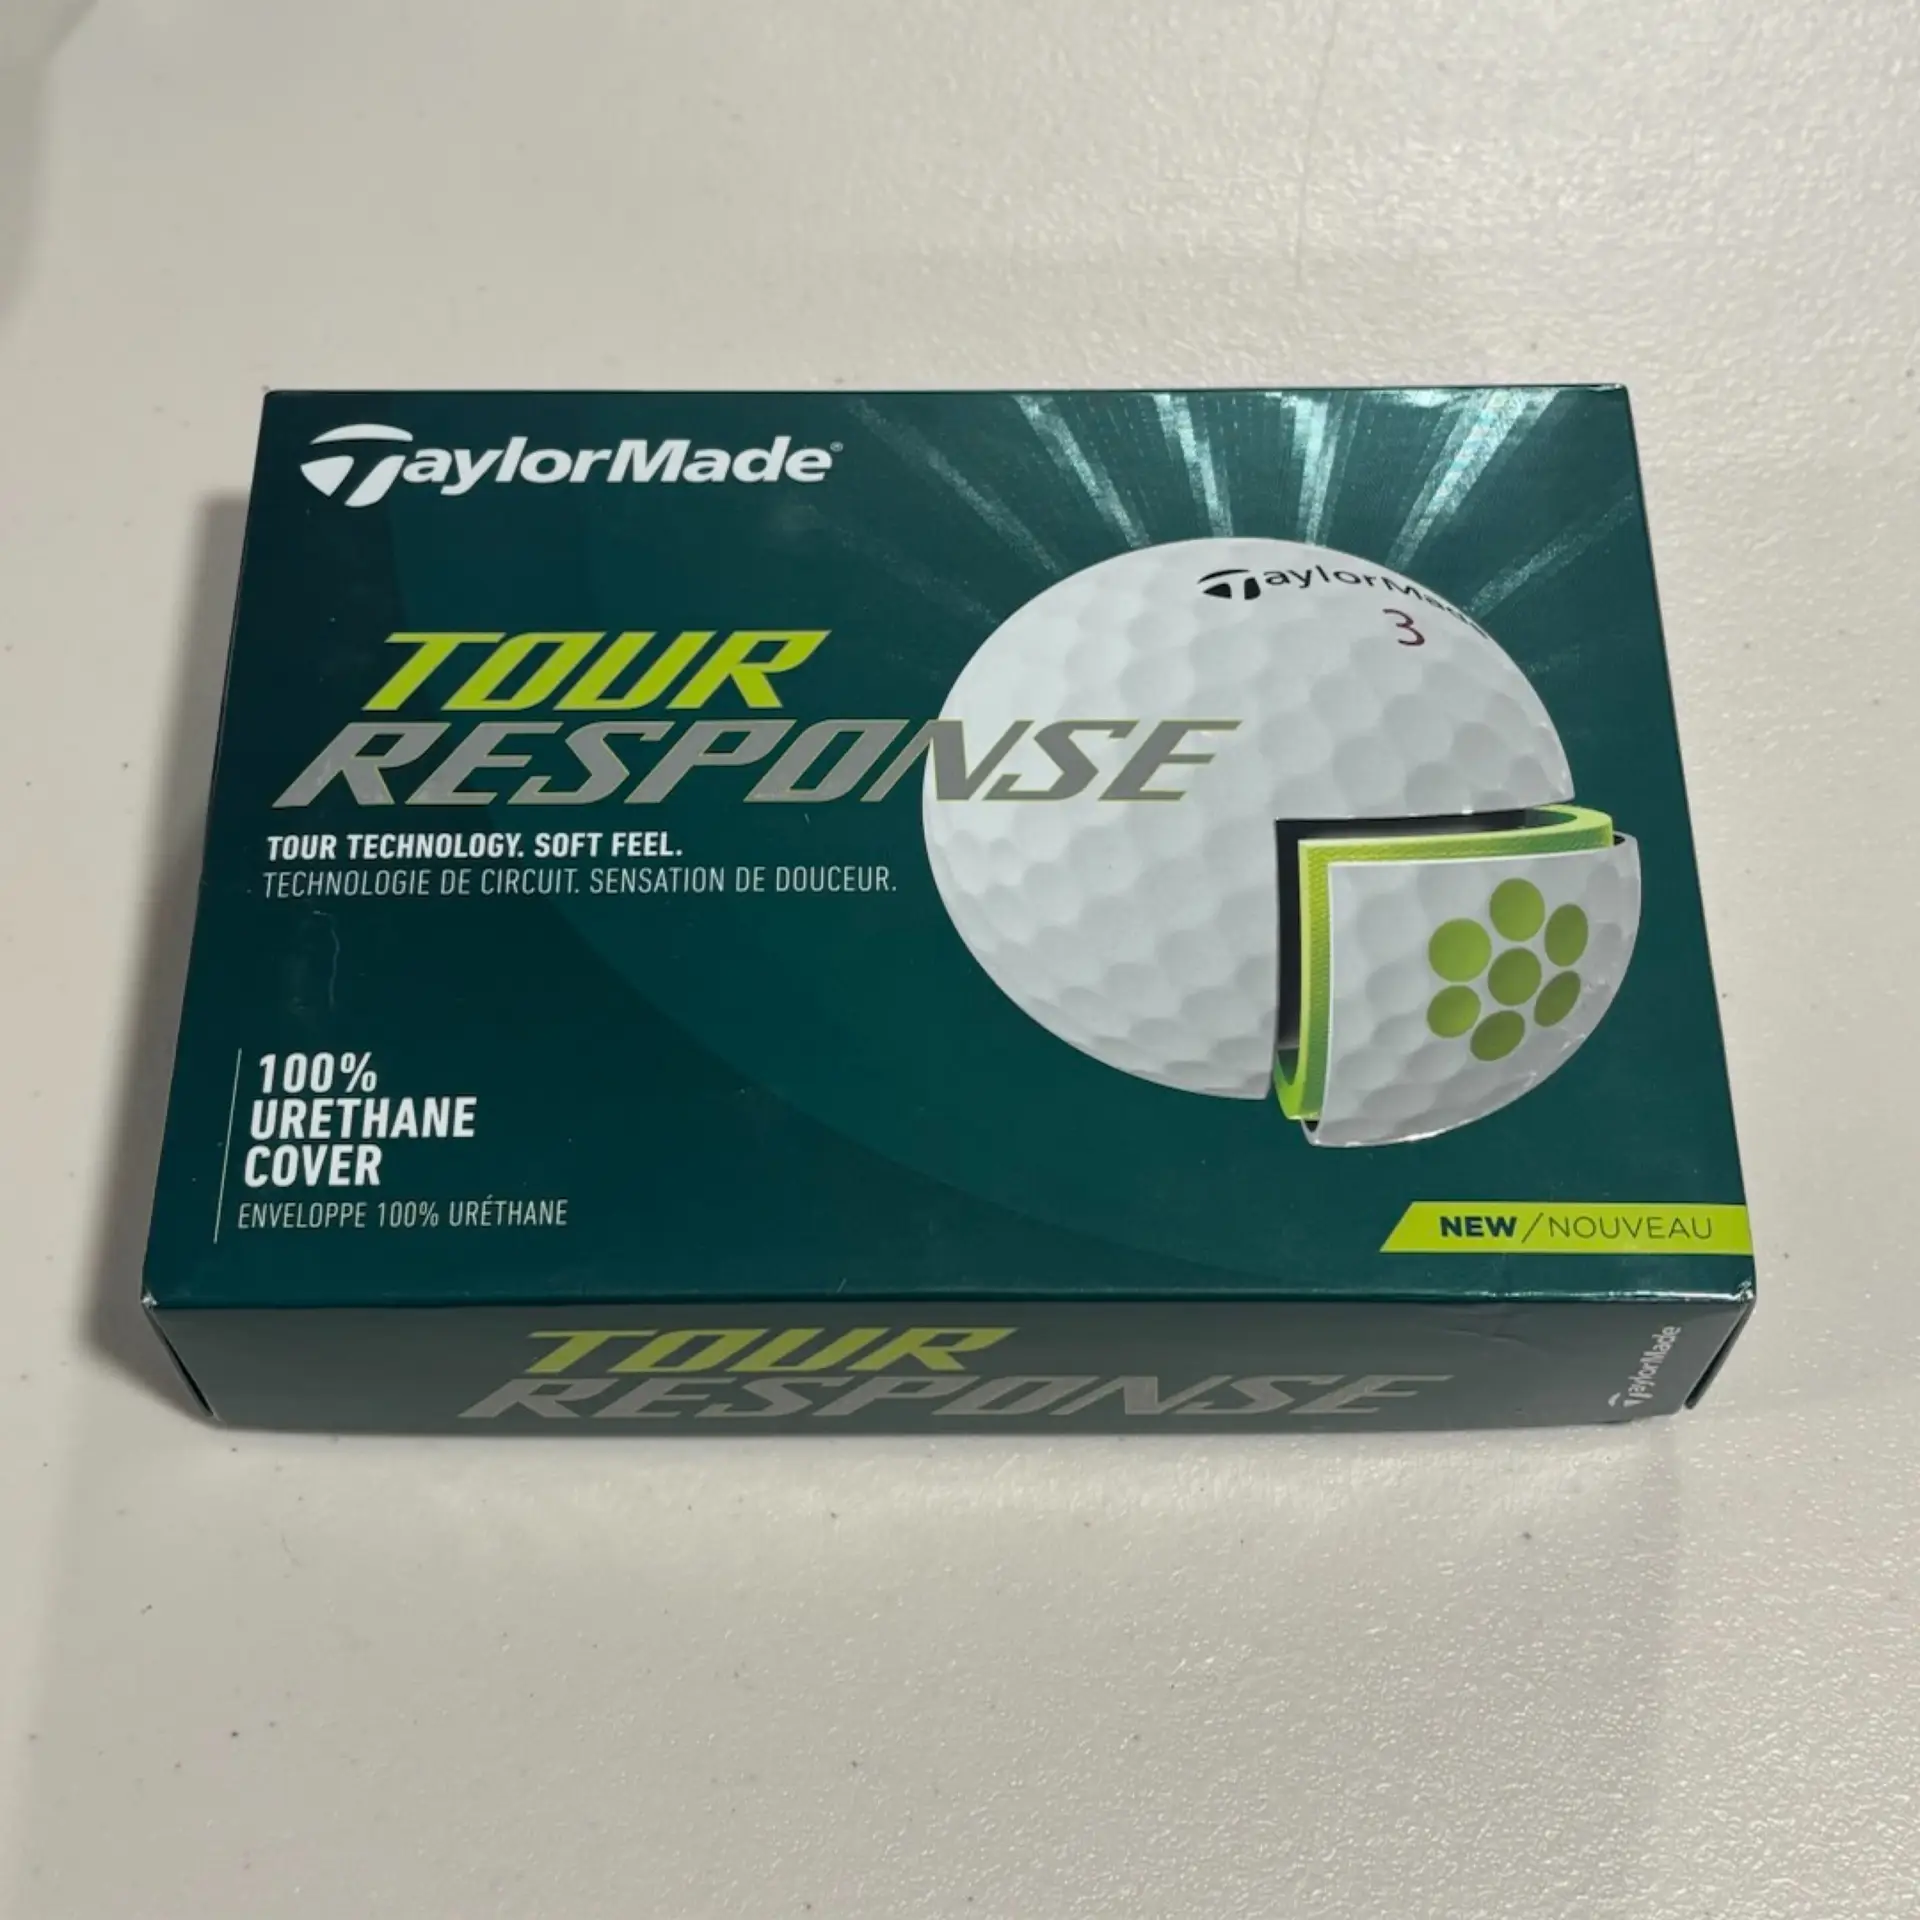 TaylorMade®
TaylorMade
3
TOUR
RESPONSE
TOUR TECHNOLOGY. SOFT FEEL.
TECHNOLOGIE DE CIRCUIT. SENSATION DE DOUCEUR.
100%
URETHANE
COVER
ENVELOPPE 100% URÉTHANE
NEW/NOUVEAU
TOUR
RESPONSE
TaylorMade